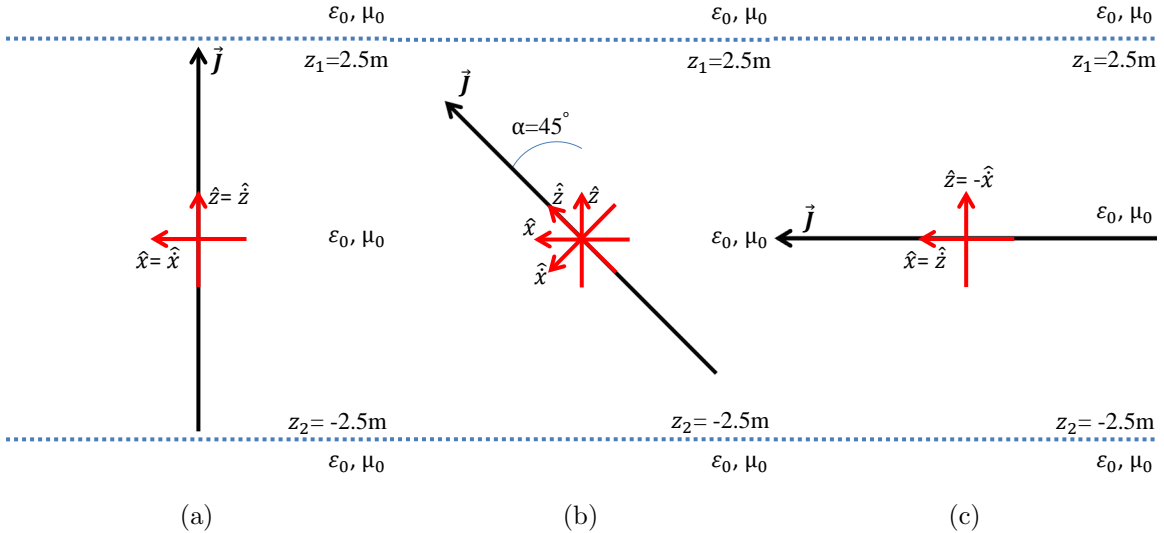 ε₀, μ₀ ε₀, μ₀ ε₀, μ₀
z₁=2.5m z₁=2.5m z₁=2.5m
J⃗
J⃗
α=45°
ẑ= ẑ̇
ẑ̇ ẑ
ẑ= -x̂̇
x̂= x̂̇
ε₀, μ₀
x̂
x̂̇
ε₀, μ₀
J⃗
x̂= ẑ̇
ε₀, μ₀
z₂= -2.5m z₂= -2.5m z₂= -2.5m
ε₀, μ₀ ε₀, μ₀ ε₀, μ₀
(a) (b) (c)